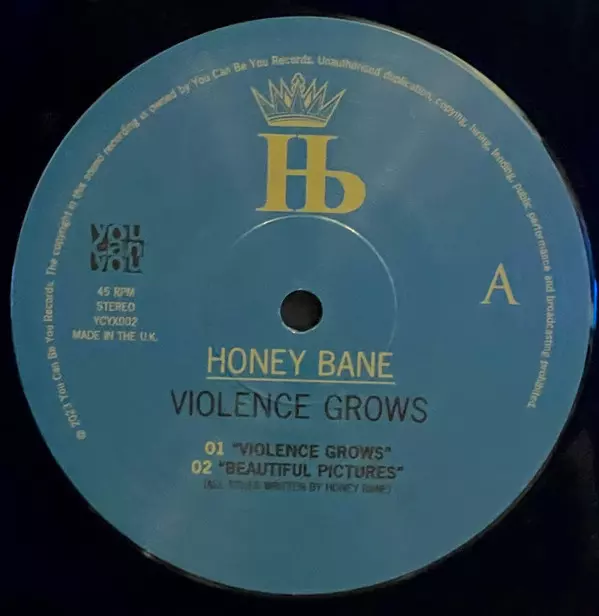 © 2021 You Can Be You Records. The copyright in this sound recording is owned by You Can Be You Records. Unauthorised duplication, copying, hiring, lending, public performance and broadcasting prohibited.
Hb
you
can
you
45 RPM
STEREO
YCYX002
MADE IN THE U.K.
A
HONEY BANE
VIOLENCE GROWS
01 "VIOLENCE GROWS"
02 "BEAUTIFUL PICTURES"
WRITTEN BY HONEY BANE)